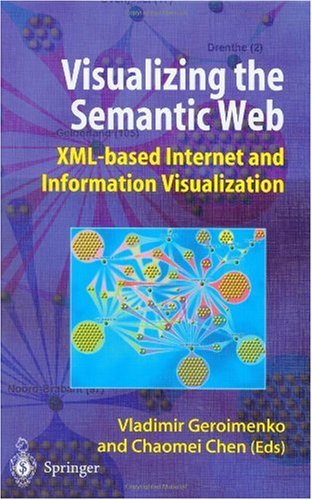 Drenthe (2)
Visualizing the
Semantic Web
XML-based Internet and
Information Visualization
Vladimir Geroimenko
and Chaomei Chen (Eds)
Springer